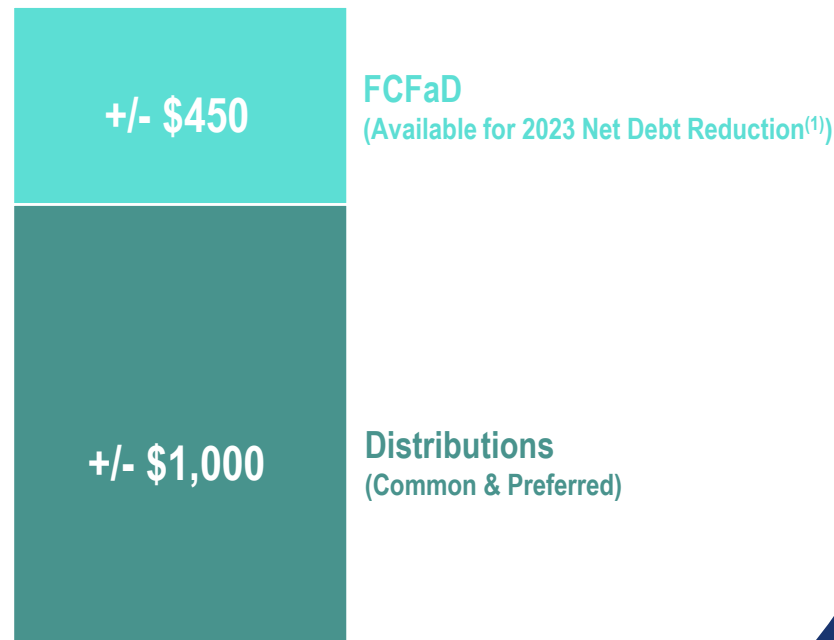 +/- $450
FCFaD
(Available for 2023 Net Debt Reduction(1))
+/- $1,000
Distributions
(Common & Preferred)